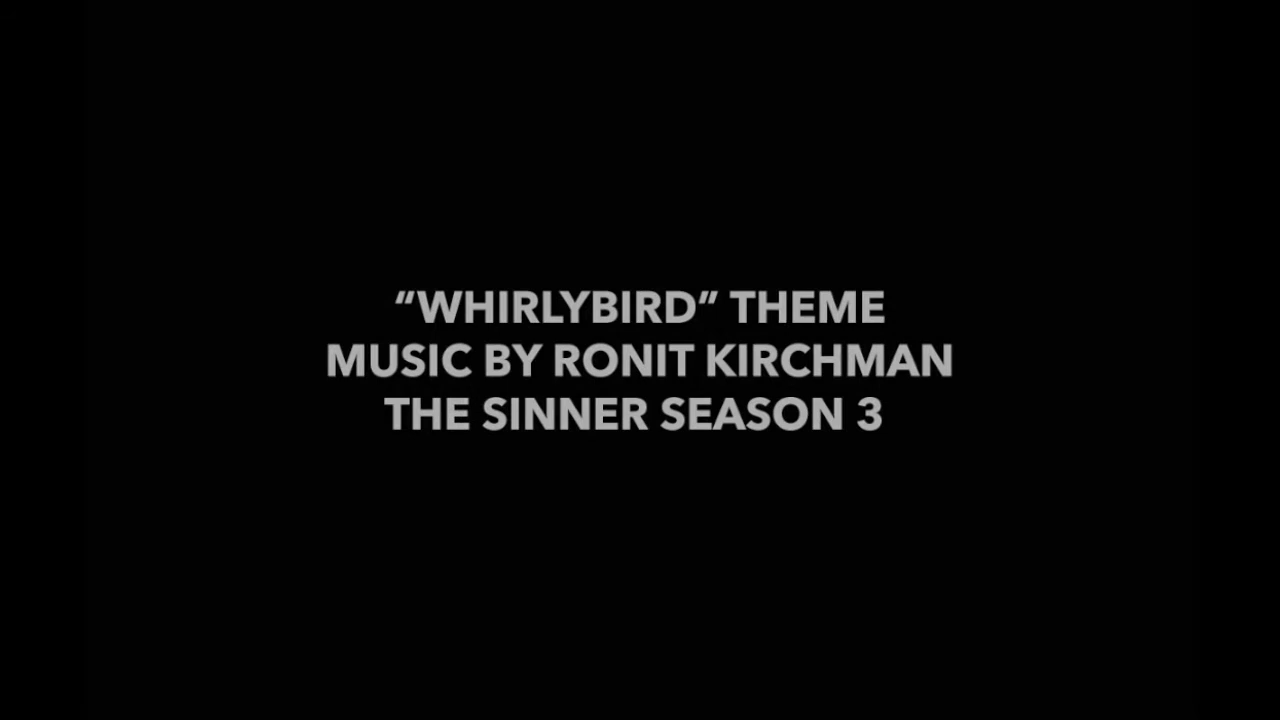 “WHIRLYBIRD” THEME
MUSIC BY RONIT KIRCHMAN
THE SINNER SEASON 3